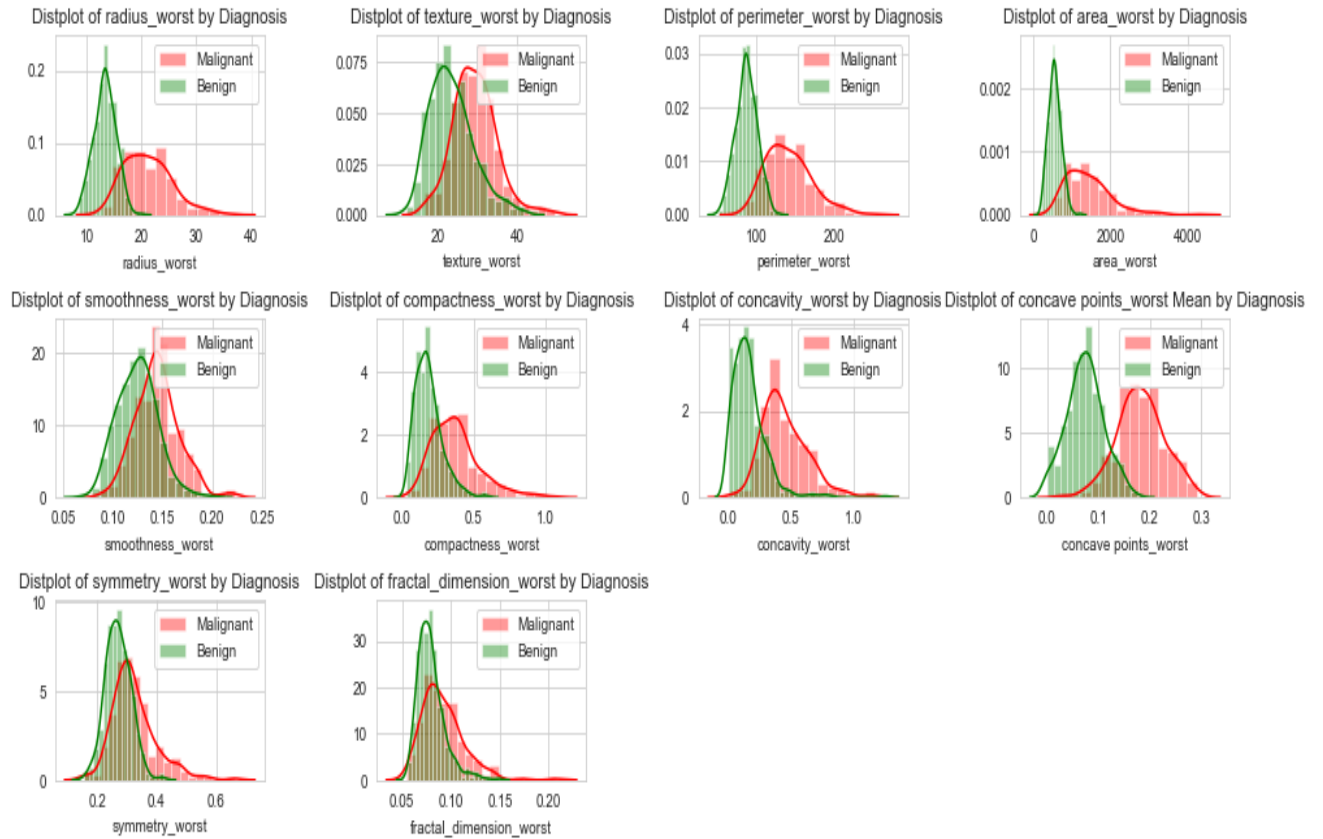 Distplot of radius_worst by Diagnosis
Malignant
Benign
0.2
0.1
0.0
10 20 30 40
radius_worst
Distplot of texture_worst by Diagnosis
Malignant
Benign
0.075
0.050
0.025
0.000
20 40
texture_worst
Distplot of perimeter_worst by Diagnosis
Malignant
Benign
0.03
0.02
0.01
0.00
100 200
perimeter_worst
Distplot of area_worst by Diagnosis
Malignant
Benign
0.002
0.001
0.000
0 2000 4000
area_worst
Distplot of smoothness_worst by Diagnosis
Malignant
Benign
20
10
0
0.05 0.10 0.15 0.20 0.25
smoothness_worst
Distplot of compactness_worst by Diagnosis
Malignant
Benign
4
2
0
0.0 0.5 1.0
compactness_worst
Distplot of concavity_worst by Diagnosis
Malignant
Benign
4
2
0
0.0 0.5 1.0
concavity_worst
Distplot of concave points_worst Mean by Diagnosis
Malignant
Benign
10
5
0
0.0 0.1 0.2 0.3
concave points_worst
Distplot of symmetry_worst by Diagnosis
Malignant
Benign
10
5
0
0.2 0.4 0.6
symmetry_worst
Distplot of fractal_dimension_worst by Diagnosis
Malignant
Benign
30
20
10
0
0.05 0.10 0.15 0.20
fractal_dimension_worst